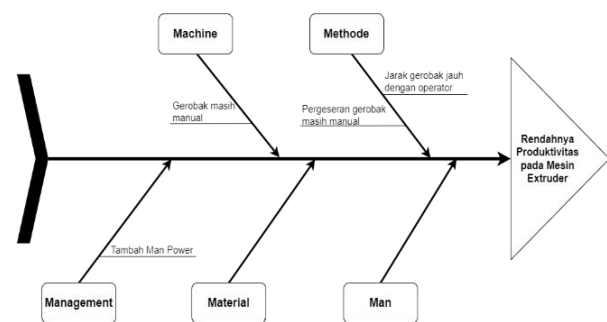 Machine
Methode
Jarak gerobak jauh
dengan operator
Gerobak masih
manual
Pergeseran gerobak
masih manual
Rendahnya
Produktivitas
pada Mesin
Extruder
Tambah Man Power
Management
Material
Man